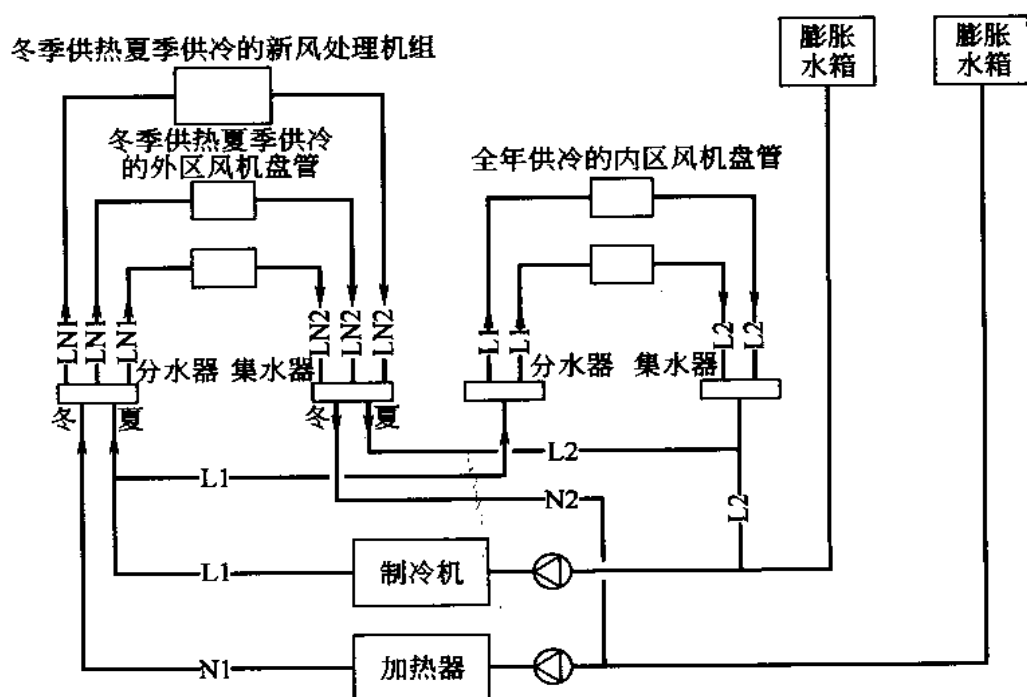 冬季供热夏季供冷的新风处理机组
膨胀
水箱
膨胀
水箱
冬季供热夏季供冷
的外区风机盘管
全年供冷的内区风机盘管
LN1
LN1
LN1
LN2
LN2
LN2
L1
L1
L2
L2
分水器
集水器
分水器
集水器
冬
夏
冬
夏
L2
L1
N2
L2
L1
制冷机
N1
加热器